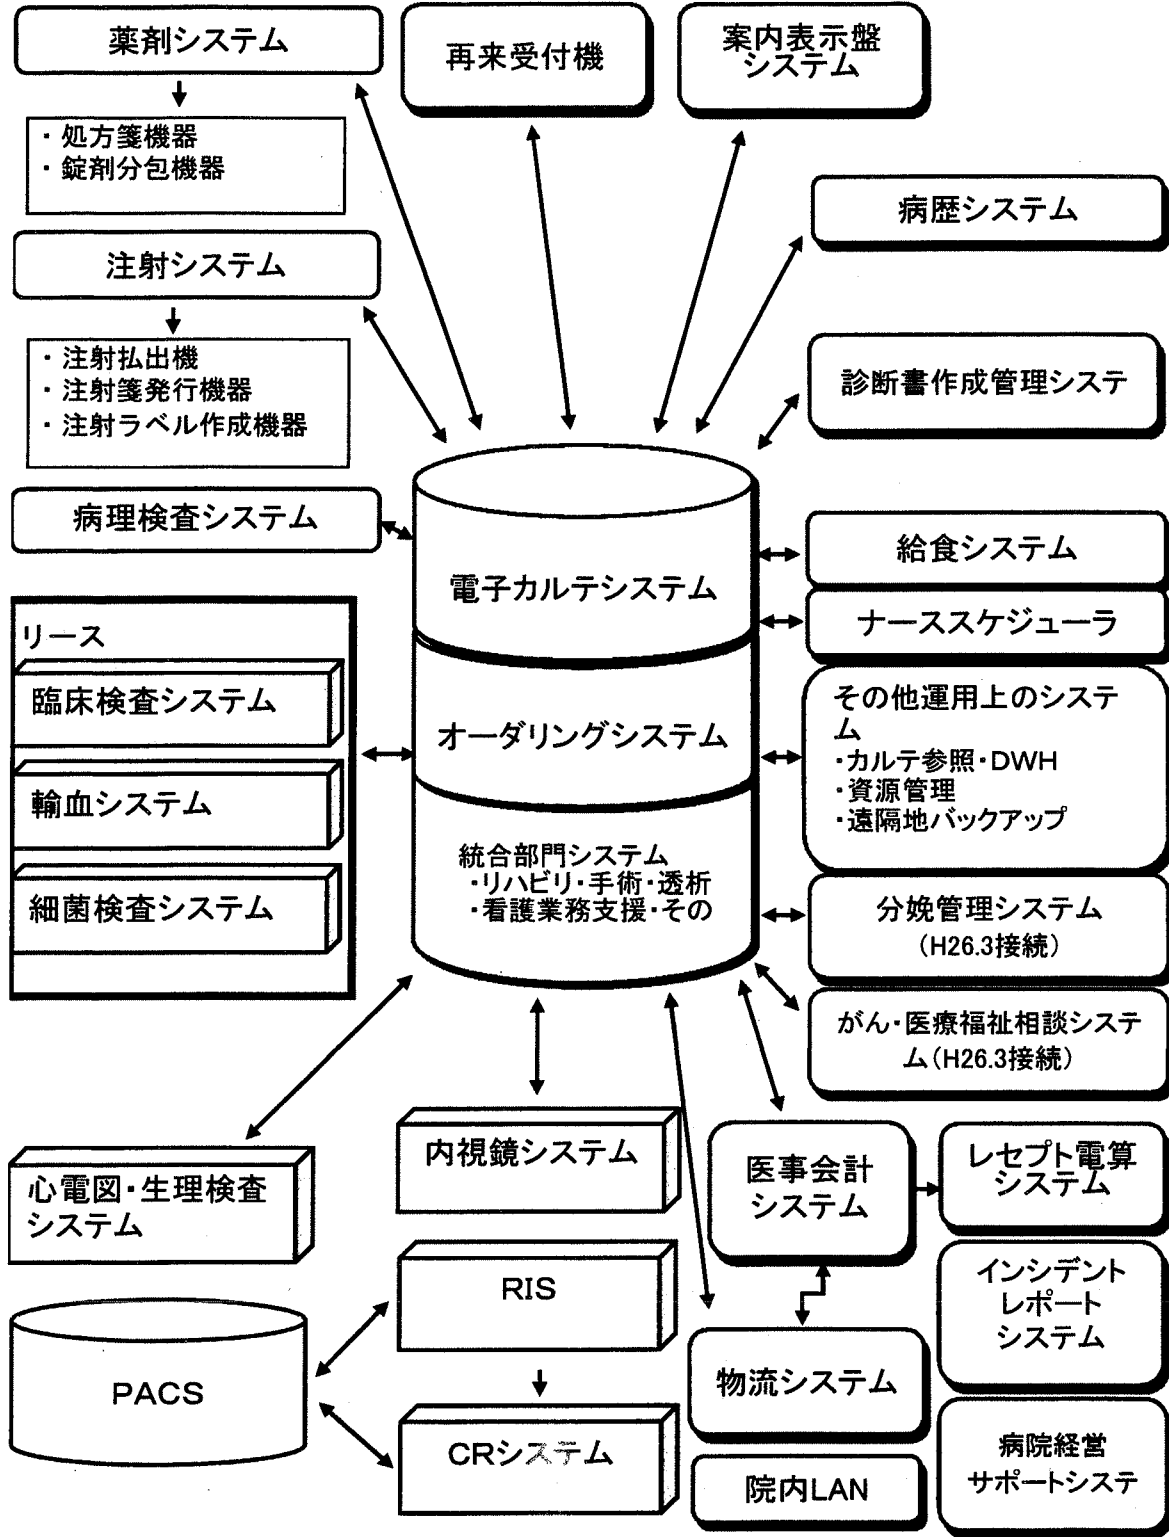 薬剤システム
・処方箋機器
・錠剤分包機器
注射システム
・注射払出機
・注射箋発行機器
・注射ラベル作成機器
病理検査システム
リース
臨床検査システム
輸血システム
細菌検査システム
再来受付機
案内表示盤
システム
病歴システム
診断書作成管理システ
電子カルテシステム
オーダリングシステム
統合部門システム
・リハビリ・手術・透析
・看護業務支援・その
給食システム
ナーススケジューラ
その他運用上のシステ
ム
・カルテ参照・DWH
・資源管理
・遠隔地バックアップ
分娩管理システム
(H26.3接続)
がん・医療福祉相談システ
ム(H26.3接続)
心電図・生理検査
システム
PACS
内視鏡システム
RIS
CRシステム
医事会計
システム
物流システム
院内LAN
レセプト電算
システム
インシデント
レポート
システム
病院経営
サポートシステ